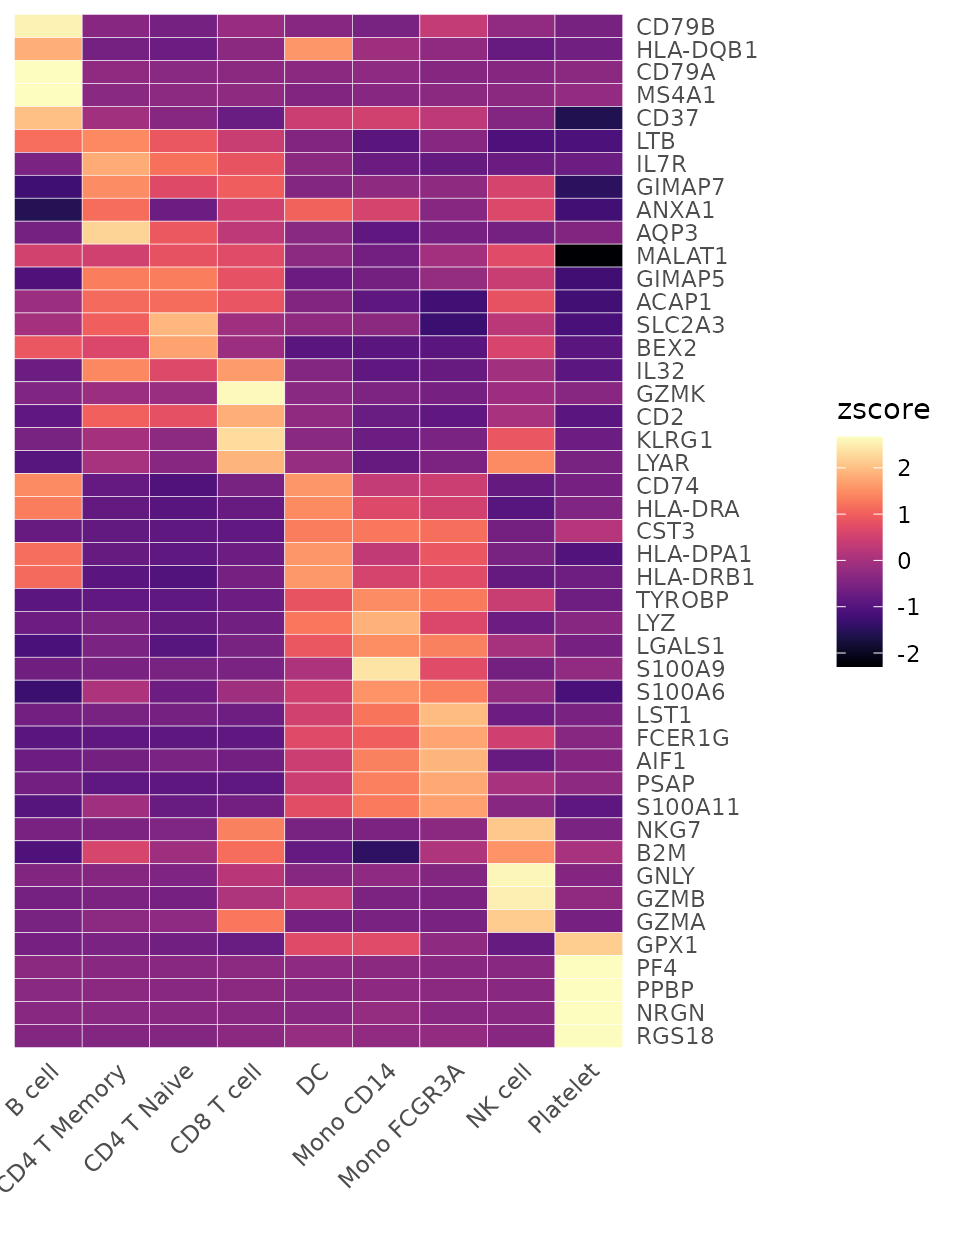 CD79B
HLA-DQB1
CD79A
MS4A1
CD37
LTB
IL7R
GIMAP7
ANXA1
AQP3
MALAT1
GIMAP5
ACAP1
SLC2A3
BEX2
IL32
GZMK
CD2
KLRG1
LYAR
CD74
HLA-DRA
CST3
HLA-DPA1
HLA-DRB1
TYROBP
LYZ
LGALS1
S100A9
S100A6
LST1
FCER1G
AIF1
PSAP
S100A11
NKG7
B2M
GNLY
GZMB
GZMA
GPX1
PF4
PPBP
NRGN
RGS18
zscore
2
1
0
-1
-2
B cell
CD4 T Memory
CD4 T Naive
CD8 T cell
DC
Mono CD14
Mono FCGR3A
NK cell
Platelet